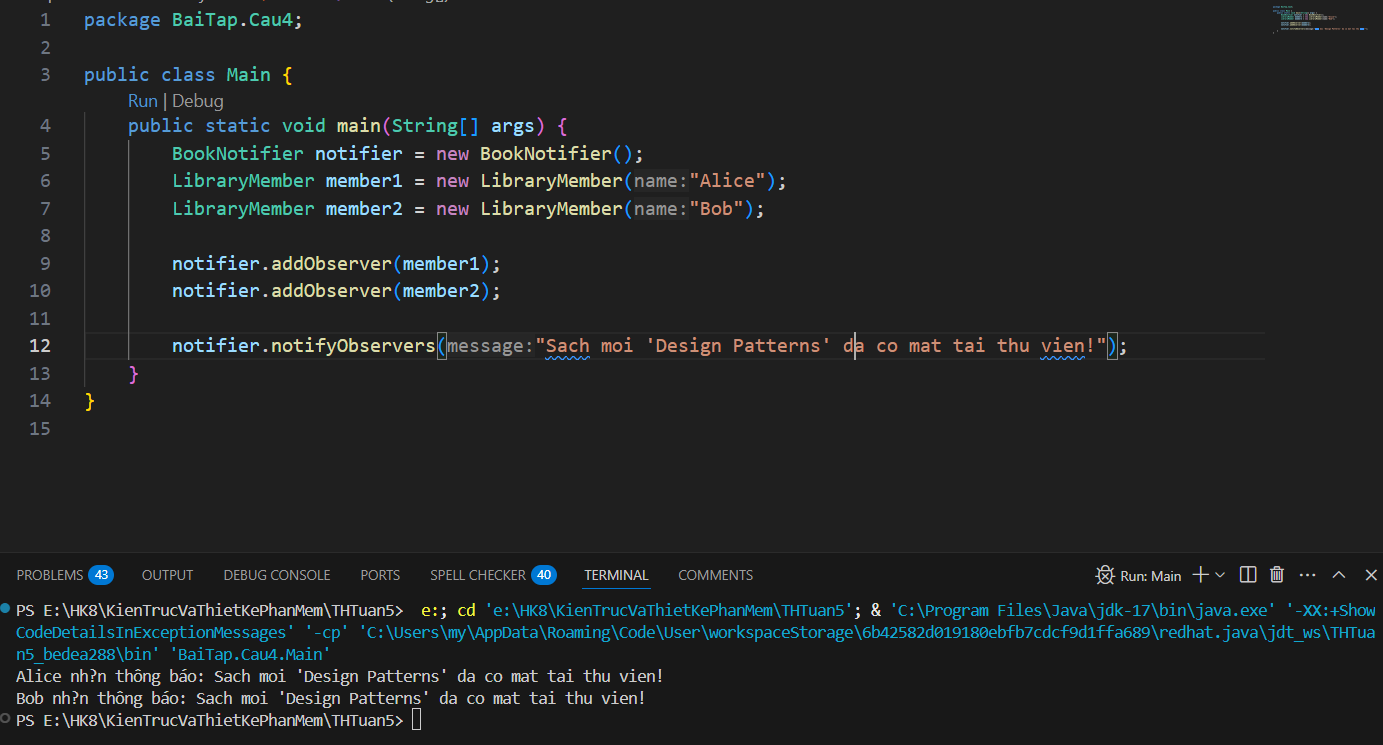 1 package BaiTap.Cau4;
2
3 public class Main {
Run | Debug
4 public static void main(String[] args) {
5 BookNotifier notifier = new BookNotifier();
6 LibraryMember member1 = new LibraryMember(name:"Alice");
7 LibraryMember member2 = new LibraryMember(name:"Bob");
8
9 notifier.addObserver(member1);
10 notifier.addObserver(member2);
11
12 notifier.notifyObservers(message:"Sach moi 'Design Patterns' da co mat tai thu vien!");
13 }
14 }
15
PROBLEMS 43 OUTPUT DEBUG CONSOLE PORTS SPELL CHECKER 40 TERMINAL COMMENTS Run: Main
PS E:\HK8\KienTrucVaThietKePhanMem\THTuan5> e:; cd 'e:\HK8\KienTrucVaThietKePhanMem\THTuan5'; & 'C:\Program Files\Java\jdk-17\bin\java.exe' '-XX:+Show
CodeDetailsInExceptionMessages' '-cp' 'C:\Users\my\AppData\Roaming\Code\User\workspaceStorage\6b42582d019180ebfb7cdcf9d1ffa689\redhat.java\jdt_ws\THTua
n5_bedea288\bin' 'BaiTap.Cau4.Main'
Alice nh?n thông báo: Sach moi 'Design Patterns' da co mat tai thu vien!
Bob nh?n thông báo: Sach moi 'Design Patterns' da co mat tai thu vien!
PS E:\HK8\KienTrucVaThietKePhanMem\THTuan5>